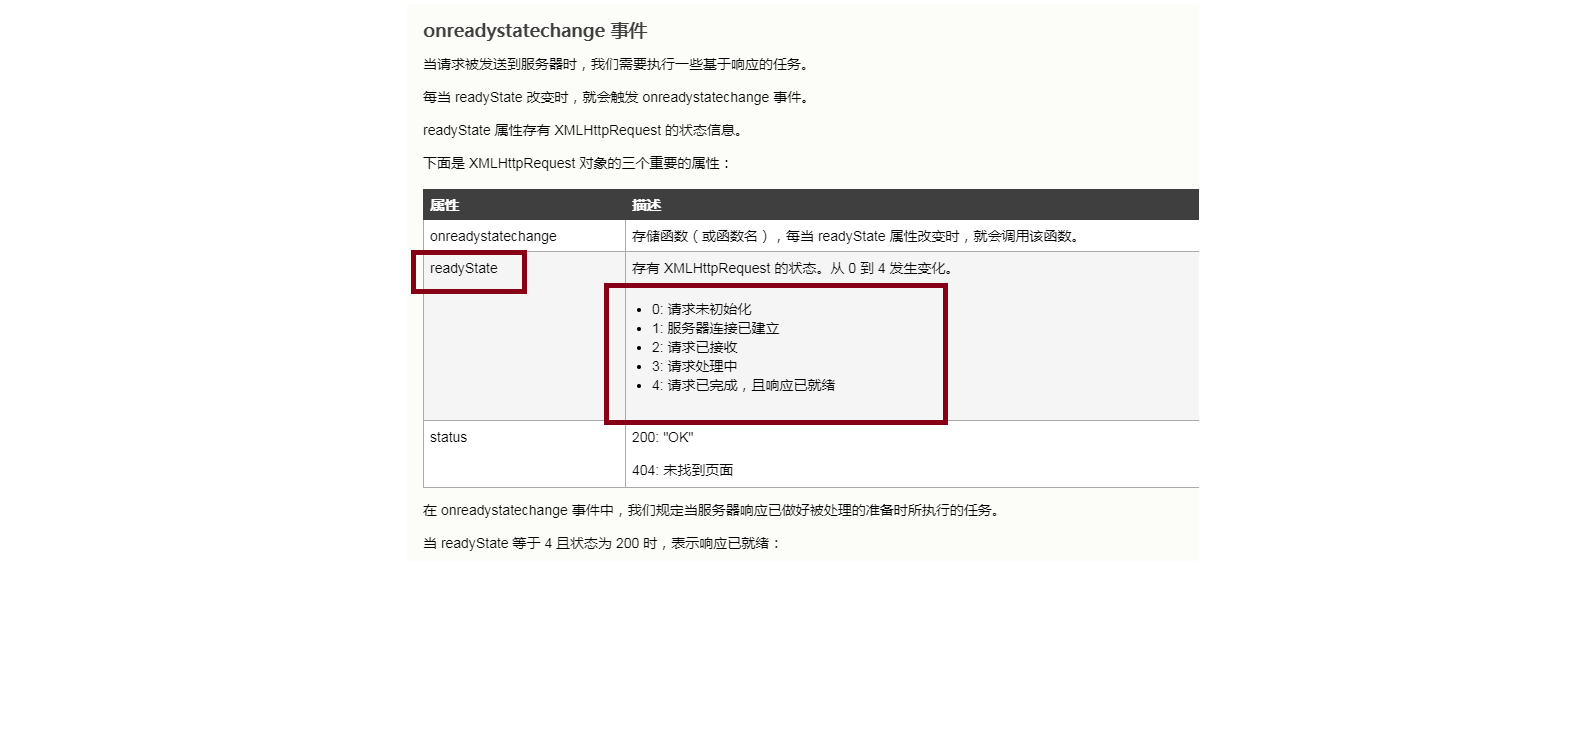 onreadystatechange 事件
当请求被发送到服务器时，我们需要执行一些基于响应的任务。
每当 readyState 改变时，就会触发 onreadystatechange 事件。
readyState 属性存有 XMLHttpRequest 的状态信息。
下面是 XMLHttpRequest 对象的三个重要的属性：
属性 描述
onreadystatechange 存储函数（或函数名），每当 readyState 属性改变时，就会调用该函数。
readyState 存有 XMLHttpRequest 的状态。从 0 到 4 发生变化。
• 0: 请求未初始化
• 1: 服务器连接已建立
• 2: 请求已接收
• 3: 请求处理中
• 4: 请求已完成，且响应已就绪
status 200: "OK"
404: 未找到页面
在 onreadystatechange 事件中，我们规定当服务器响应已做好被处理的准备时所执行的任务。
当 readyState 等于 4 且状态为 200 时，表示响应已就绪：